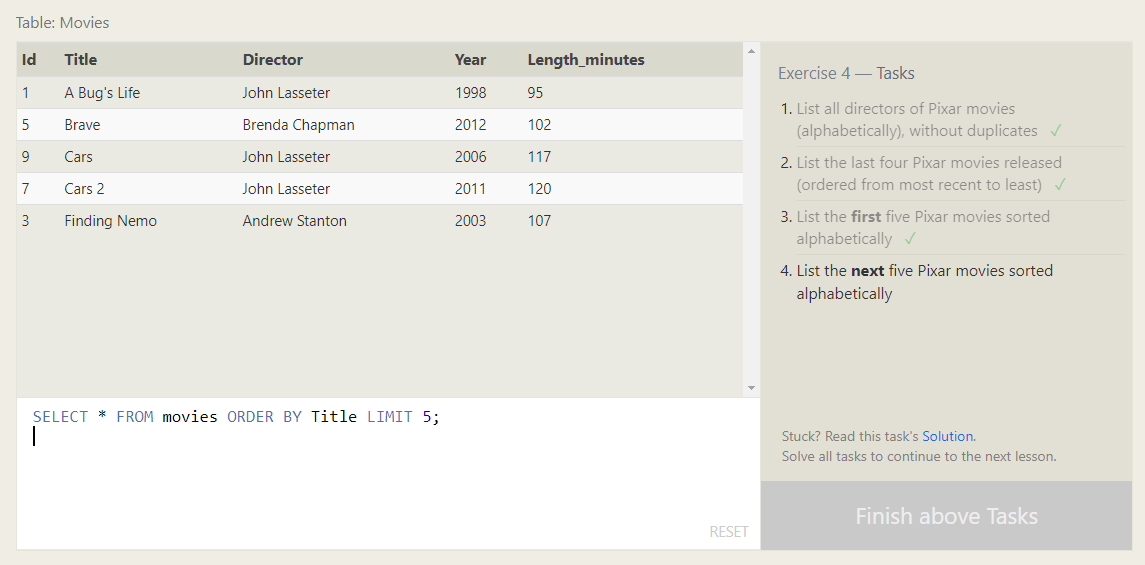 Table: Movies
Id Title Director Year Length_minutes
1 A Bug's Life John Lasseter 1998 95
5 Brave Brenda Chapman 2012 102
9 Cars John Lasseter 2006 117
7 Cars 2 John Lasseter 2011 120
3 Finding Nemo Andrew Stanton 2003 107
SELECT * FROM movies ORDER BY Title LIMIT 5;
RESET
Exercise 4 — Tasks
1. List all directors of Pixar movies
(alphabetically), without duplicates ✓
2. List the last four Pixar movies released
(ordered from most recent to least) ✓
3. List the first five Pixar movies sorted
alphabetically ✓
4. List the next five Pixar movies sorted
alphabetically
Stuck? Read this task's Solution.
Solve all tasks to continue to the next lesson.
Finish above Tasks